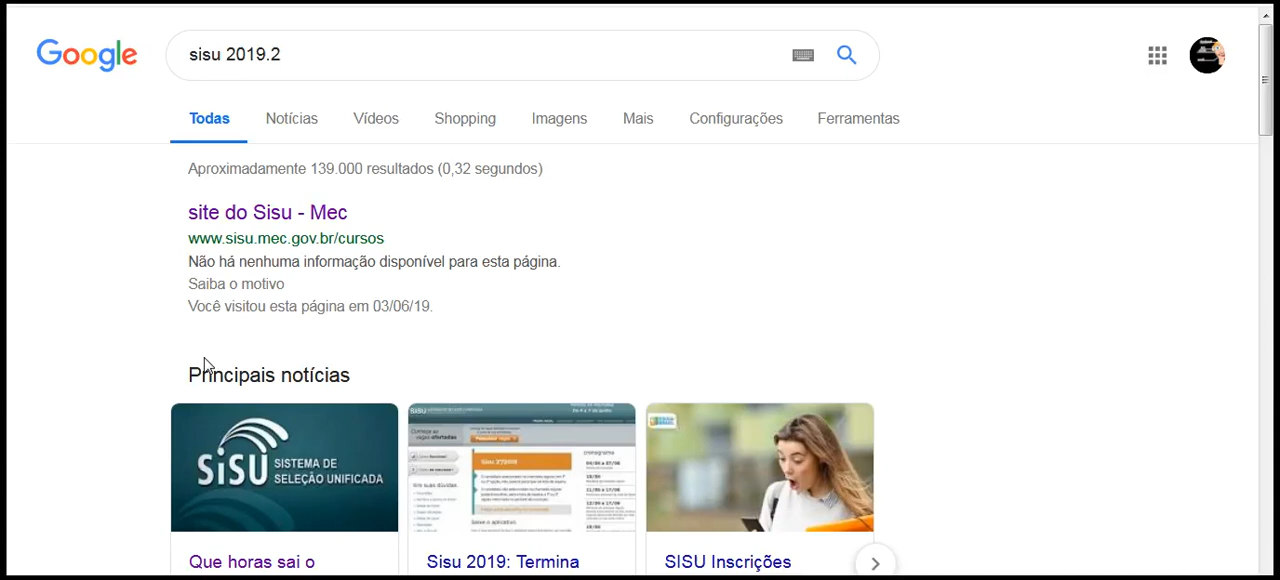 Google
sisu 2019.2
Todas Notícias Vídeos Shopping Imagens Mais Configurações Ferramentas
Aproximadamente 139.000 resultados (0,32 segundos)
site do Sisu - Mec
www.sisu.mec.gov.br/cursos
Não há nenhuma informação disponível para esta página.
Saiba o motivo
Você visitou esta página em 03/06/19.
Principais notícias
SiSU SISTEMA DE
SELEÇÃO UNIFICADA
Que horas sai o
Sisu 2019: Termina
SISU Inscrições